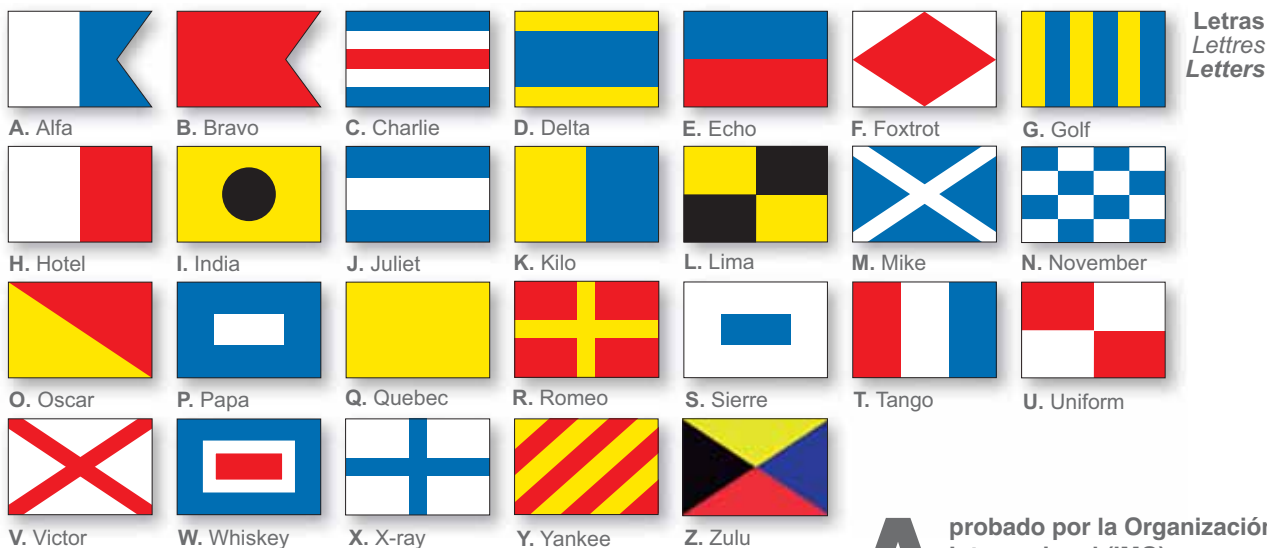 Letras
Lettres
Letters
A. Alfa
B. Bravo
C. Charlie
D. Delta
E. Echo
F. Foxtrot
G. Golf
H. Hotel
I. India
J. Juliet
K. Kilo
L. Lima
M. Mike
N. November
O. Oscar
P. Papa
Q. Quebec
R. Romeo
S. Sierre
T. Tango
U. Uniform
V. Victor
W. Whiskey
X. X-ray
Y. Yankee
Z. Zulu
A probado por la Organización